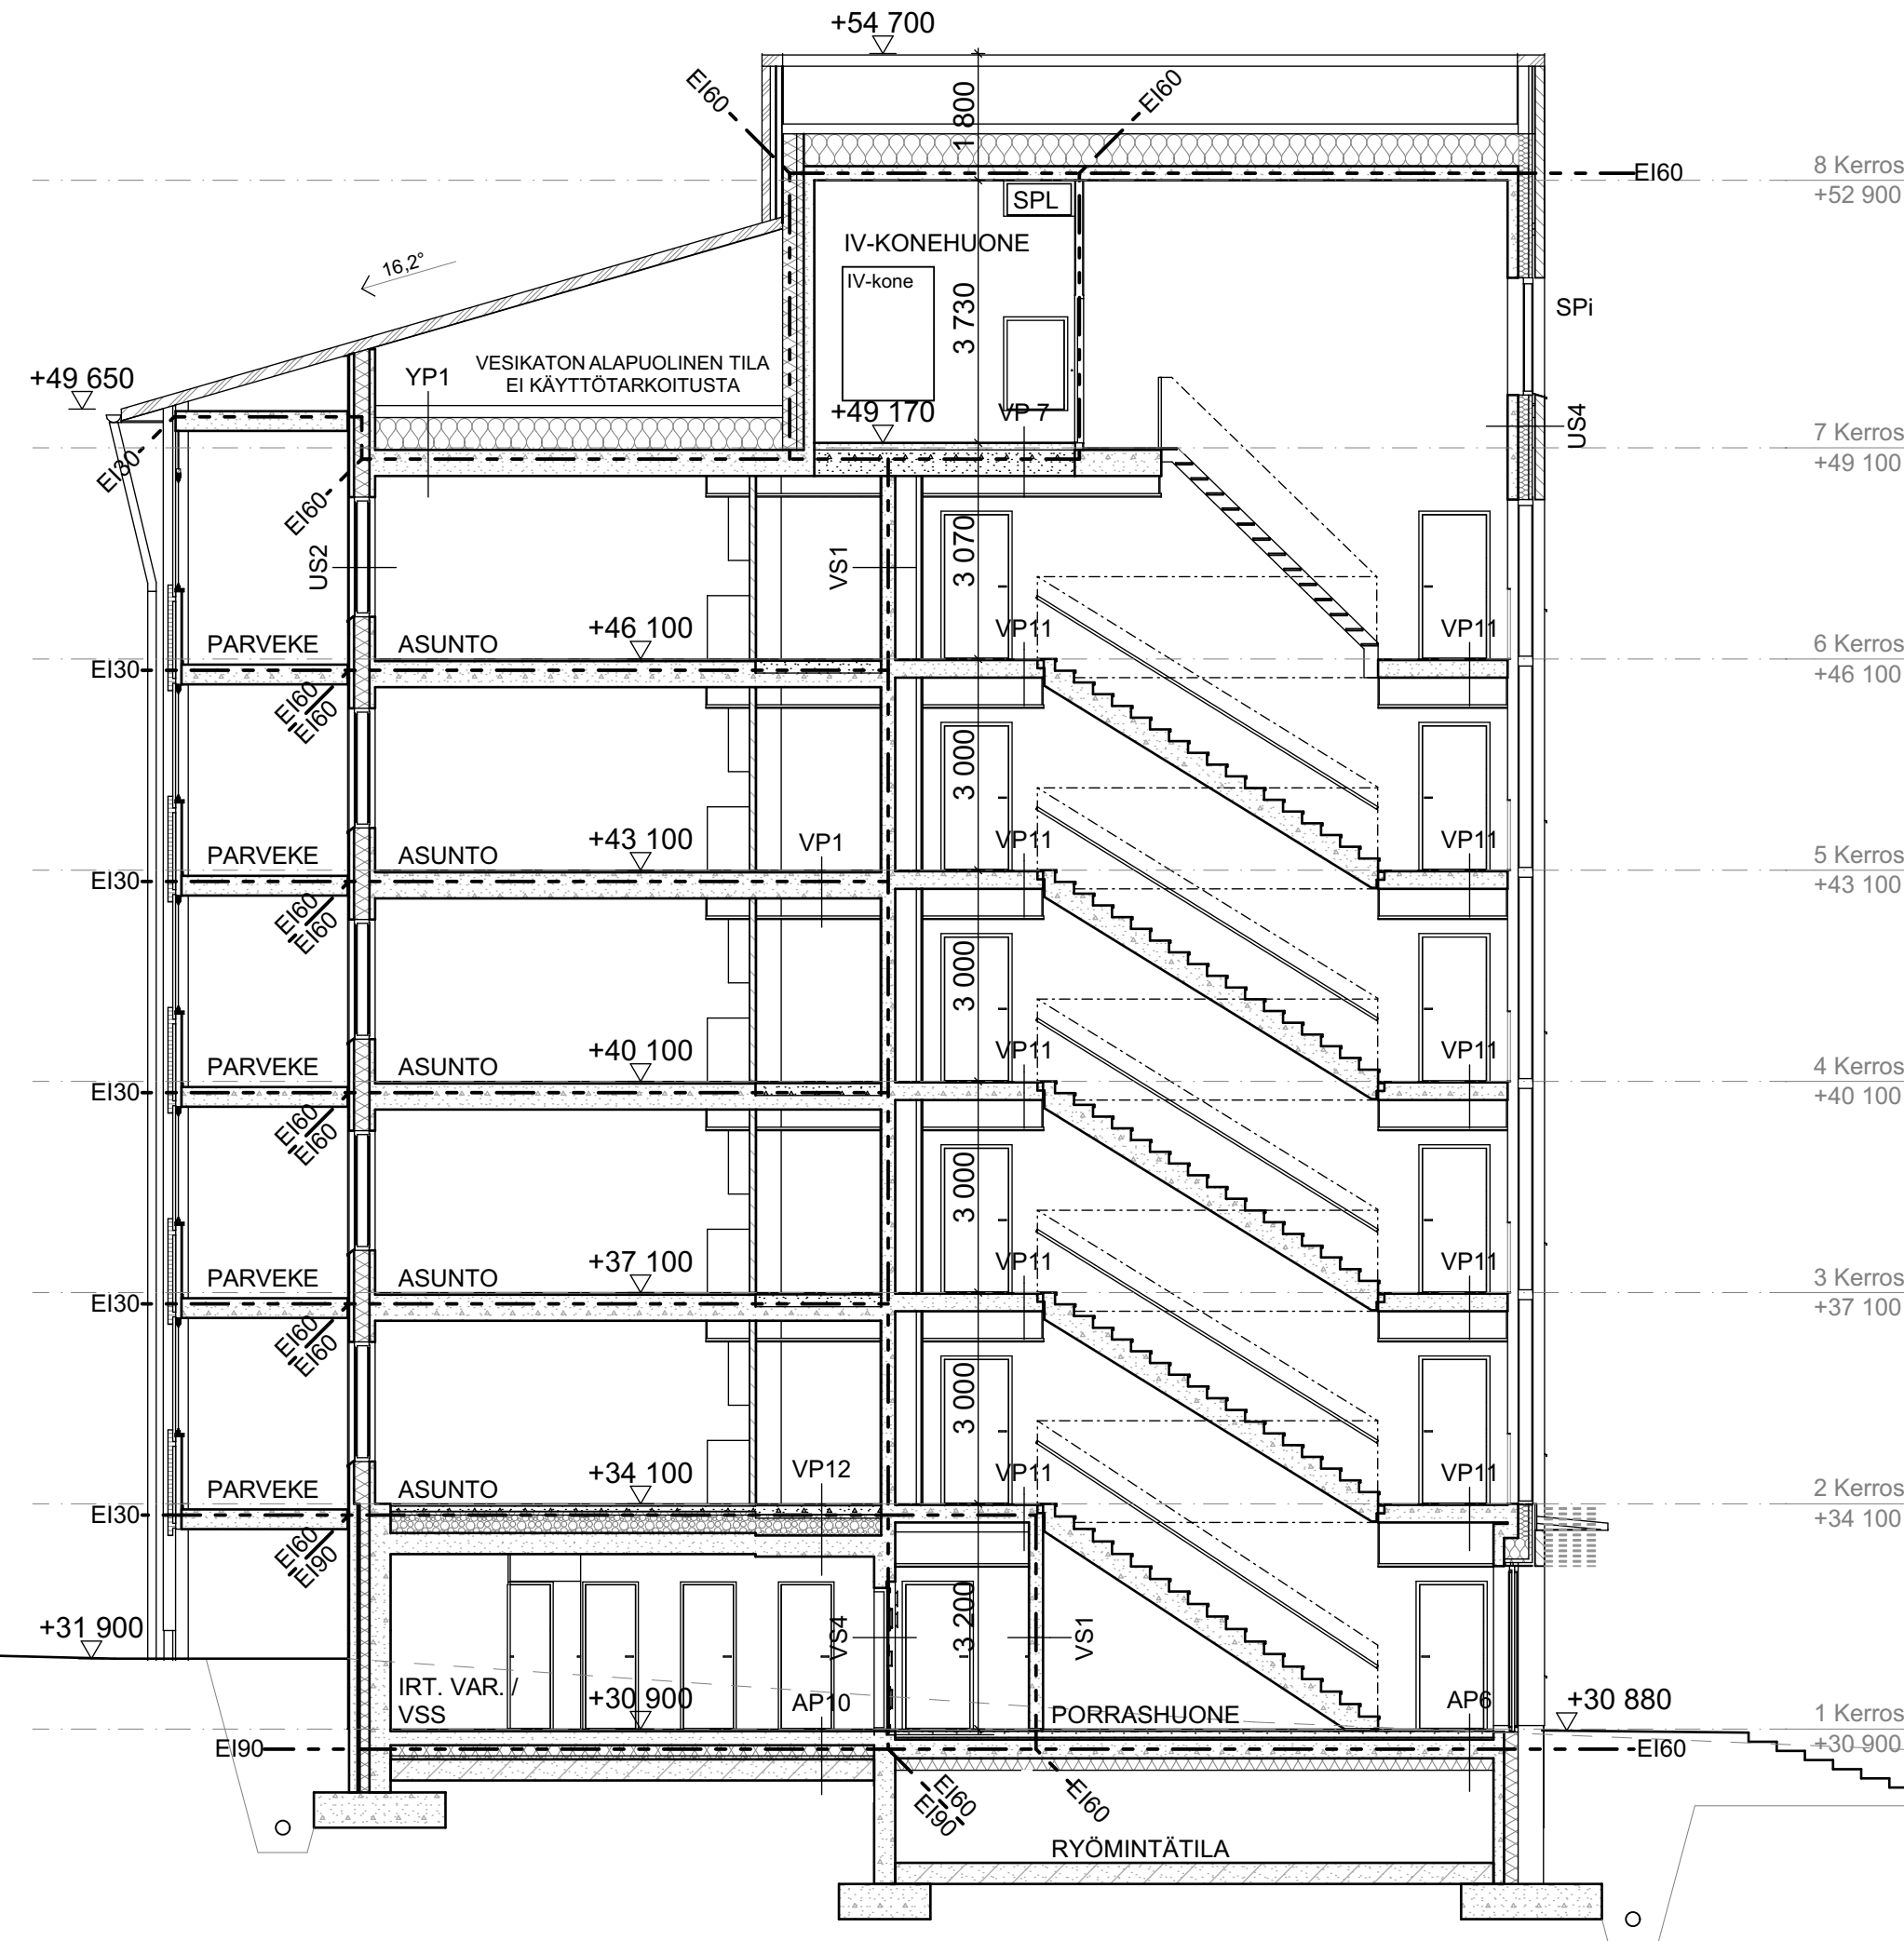 +54 700
EI60
EI60
1 800
EI60
8 Kerros
+52 900
SPL
IV-KONEHUONE
16,2°
IV-kone
3 730
SPi
+49 650
YP1
VESIKATON ALAPUOLINEN TILA
EI KÄYTTÖTARKOITUSTA
+49 170
VP 7
US4
7 Kerros
+49 100
EI30
EI60
US2
VS1
3 070
PARVEKE
ASUNTO
+46 100
VP11
VP11
6 Kerros
+46 100
EI30
EI60
EI60
3 000
PARVEKE
ASUNTO
+43 100
VP1
VP11
VP11
5 Kerros
+43 100
EI30
EI60
EI60
3 000
PARVEKE
ASUNTO
+40 100
VP11
VP11
4 Kerros
+40 100
EI30
EI60
EI60
3 000
PARVEKE
ASUNTO
+37 100
VP11
VP11
3 Kerros
+37 100
EI30
EI60
EI60
3 000
PARVEKE
ASUNTO
+34 100
VP12
VP11
VP11
2 Kerros
+34 100
EI30
EI60
EI90
+31 900
VS4
3 200
VS1
IRT. VAR. /
VSS
+30 900
AP10
PORRASHUONE
AP6
+30 880
1 Kerros
+30 900
EI90
EI60
EI60
EI90
EI60
RYÖMINTÄTILA